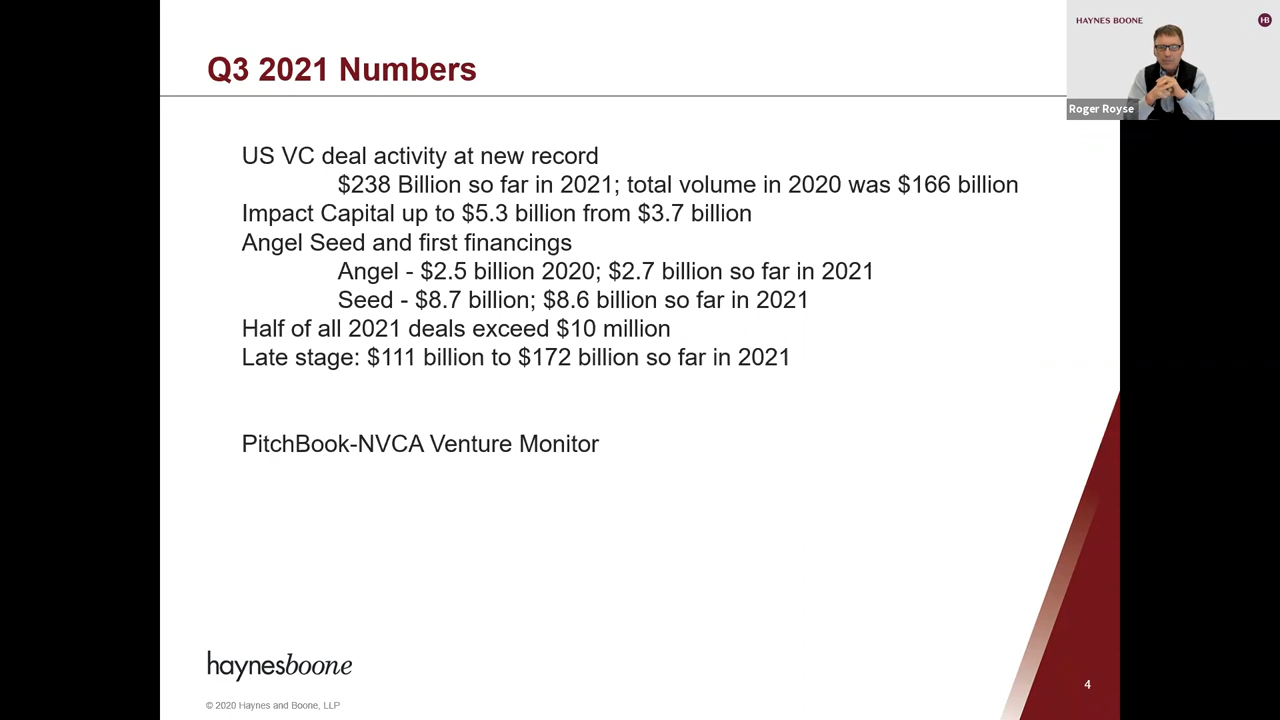 Q3 2021 Numbers
HAYNES BOONE
HB
Roger Royse
US VC deal activity at new record
$238 Billion so far in 2021; total volume in 2020 was $166 billion
Impact Capital up to $5.3 billion from $3.7 billion
Angel Seed and first financings
Angel - $2.5 billion 2020; $2.7 billion so far in 2021
Seed - $8.7 billion; $8.6 billion so far in 2021
Half of all 2021 deals exceed $10 million
Late stage: $111 billion to $172 billion so far in 2021
PitchBook-NVCA Venture Monitor
haynesboone
© 2020 Haynes and Boone, LLP
4